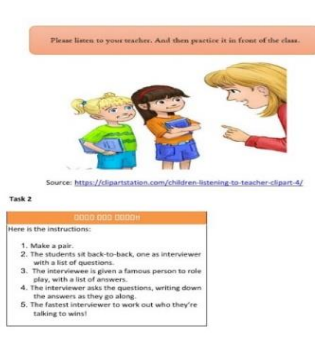 Please listen to your teacher. And then practice it in front of the class.
Source: https://clipartstation.com/children-listening-to-teacher-clipart-4/
Task 2
Here is the instructions:
1. Make a pair.
2. The students sit back-to-back, one as interviewer
with a list of questions.
3. The interviewee is given a famous person to role
play, with a list of answers.
4. The interviewer asks the questions, writing down
the answers as they go along.
5. The fastest interviewer to work out who they're
talking to wins!